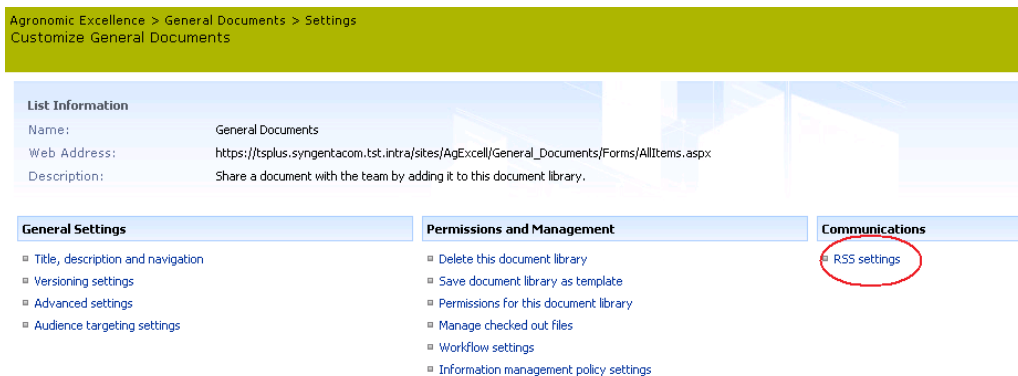 Agronomic Excellence > General Documents > Settings
Customize General Documents
List Information
Name: General Documents
Web Address: https://tsplus.syngentacom.tst.intra/sites/AgExcell/General_Documents/Forms/AllItems.aspx
Description: Share a document with the team by adding it to this document library.
General Settings
Title, description and navigation
Versioning settings
Advanced settings
Audience targeting settings
Permissions and Management
Delete this document library
Save document library as template
Permissions for this document library
Manage checked out files
Workflow settings
Information management policy settings
Communications
RSS settings